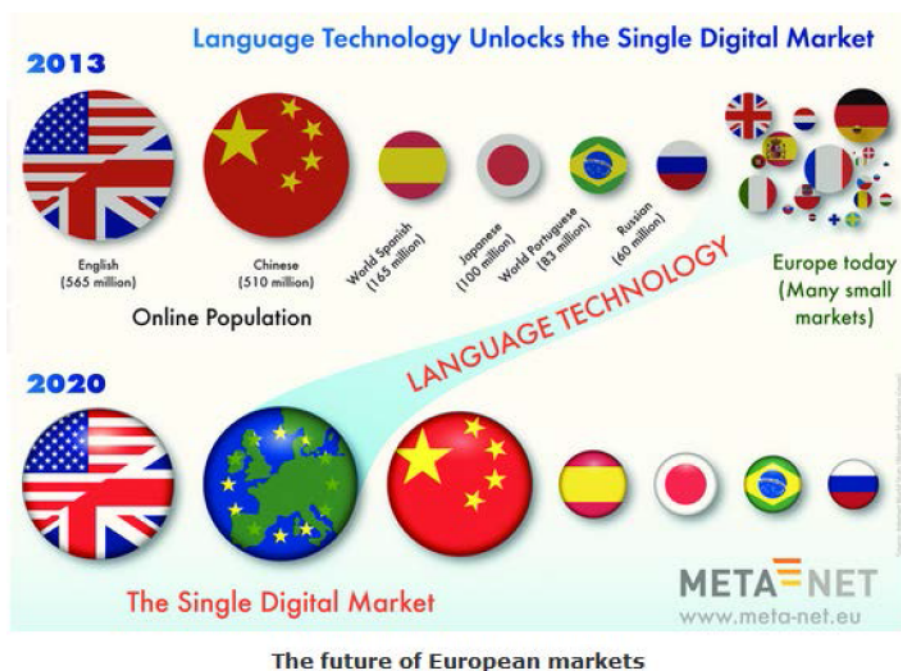 Language Technology Unlocks the Single Digital Market
2013
English
(565 million)
Chinese
(510 million)
World Spanish
(165 million)
Japanese
(100 million)
World Portuguese
(83 million)
Russian
(60 million)
Europe today
(Many small
markets)
Online Population
LANGUAGE TECHNOLOGY
2020
The Single Digital Market
META NET
www.meta-net.eu
The future of European markets